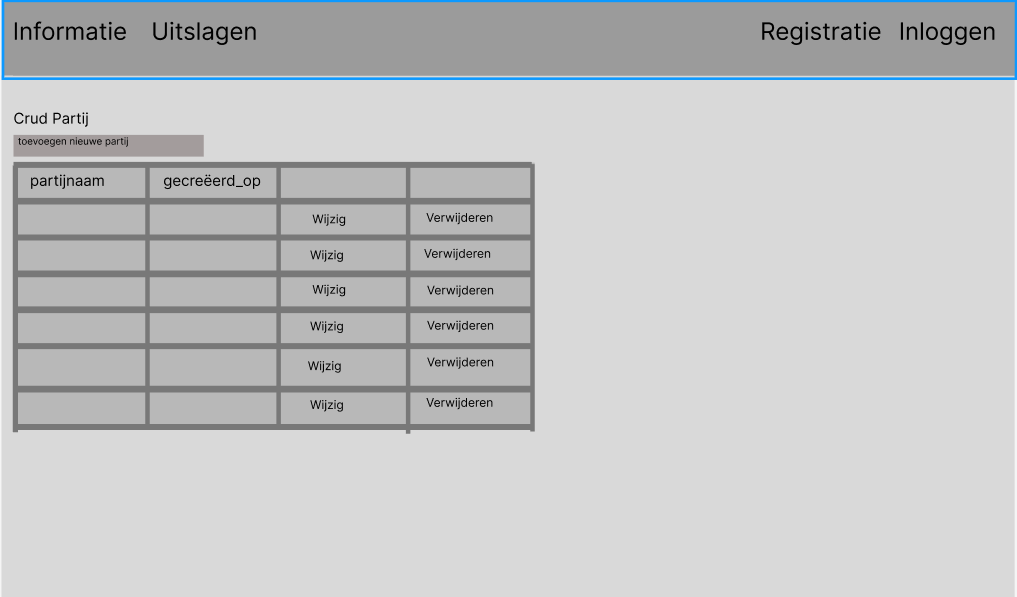 Informatie Uitslagen Registratie Inloggen
Crud Partij
toevoegen nieuwe partij
partijnaam gecreëerd_op
Wijzig Verwijderen
Wijzig Verwijderen
Wijzig Verwijderen
Wijzig Verwijderen
Wijzig Verwijderen
Wijzig Verwijderen